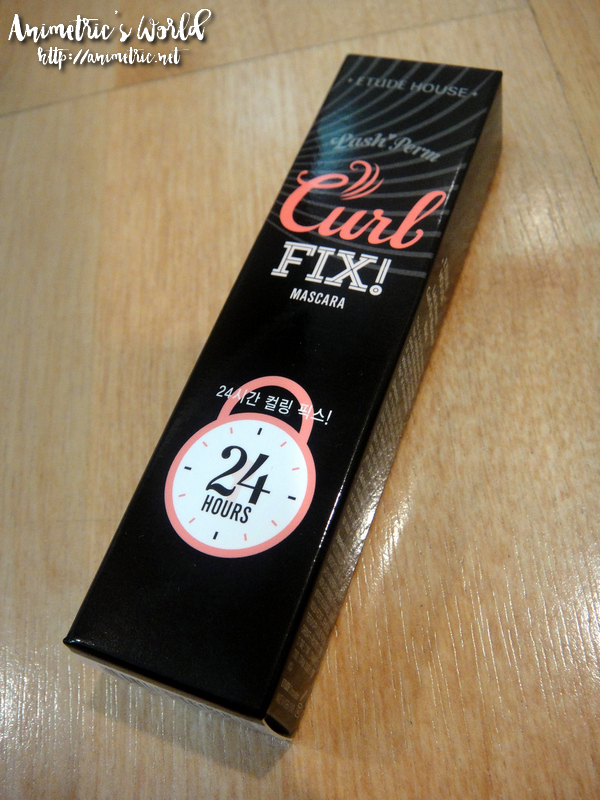 Animetric's World
http://animetric.net
• ETUDE HOUSE •
Lash Perm
Curl
FIX!
MASCARA
24시간 컬링 픽스!
24
HOURS